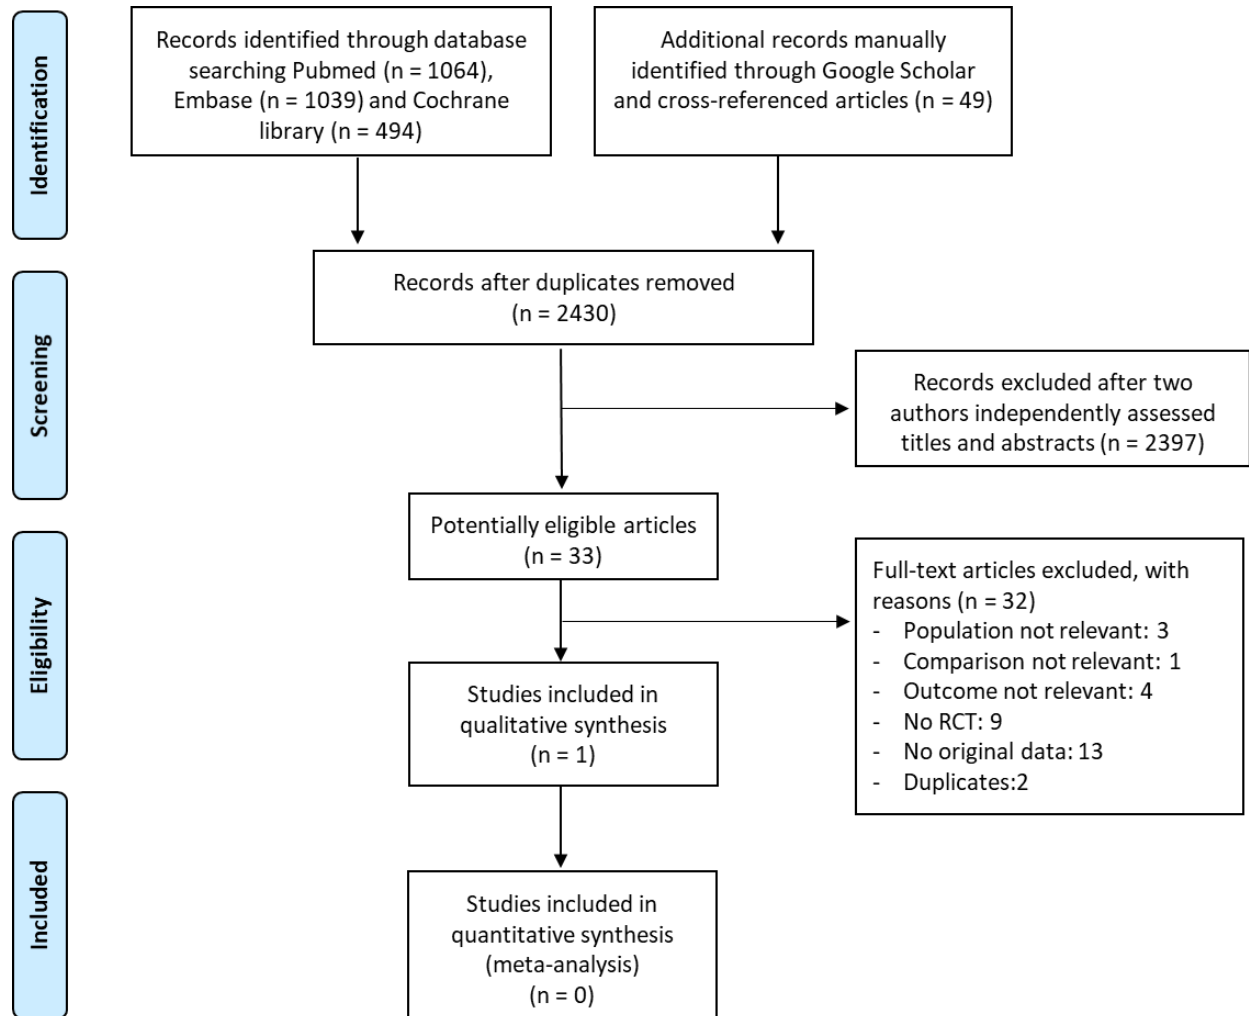 Identification
Records identified through database
searching Pubmed (n = 1064),
Embase (n = 1039) and Cochrane
library (n = 494)
Additional records manually
identified through Google Scholar
and cross-referenced articles (n = 49)
Records after duplicates removed
(n = 2430)
Screening
Records excluded after two
authors independently assessed
titles and abstracts (n = 2397)
Potentially eligible articles
(n = 33)
Eligibility
Full-text articles excluded, with
reasons (n = 32)
- Population not relevant: 3
- Comparison not relevant: 1
- Outcome not relevant: 4
- No RCT: 9
- No original data: 13
- Duplicates:2
Studies included in
qualitative synthesis
(n = 1)
Included
Studies included in
quantitative synthesis
(meta-analysis)
(n = 0)